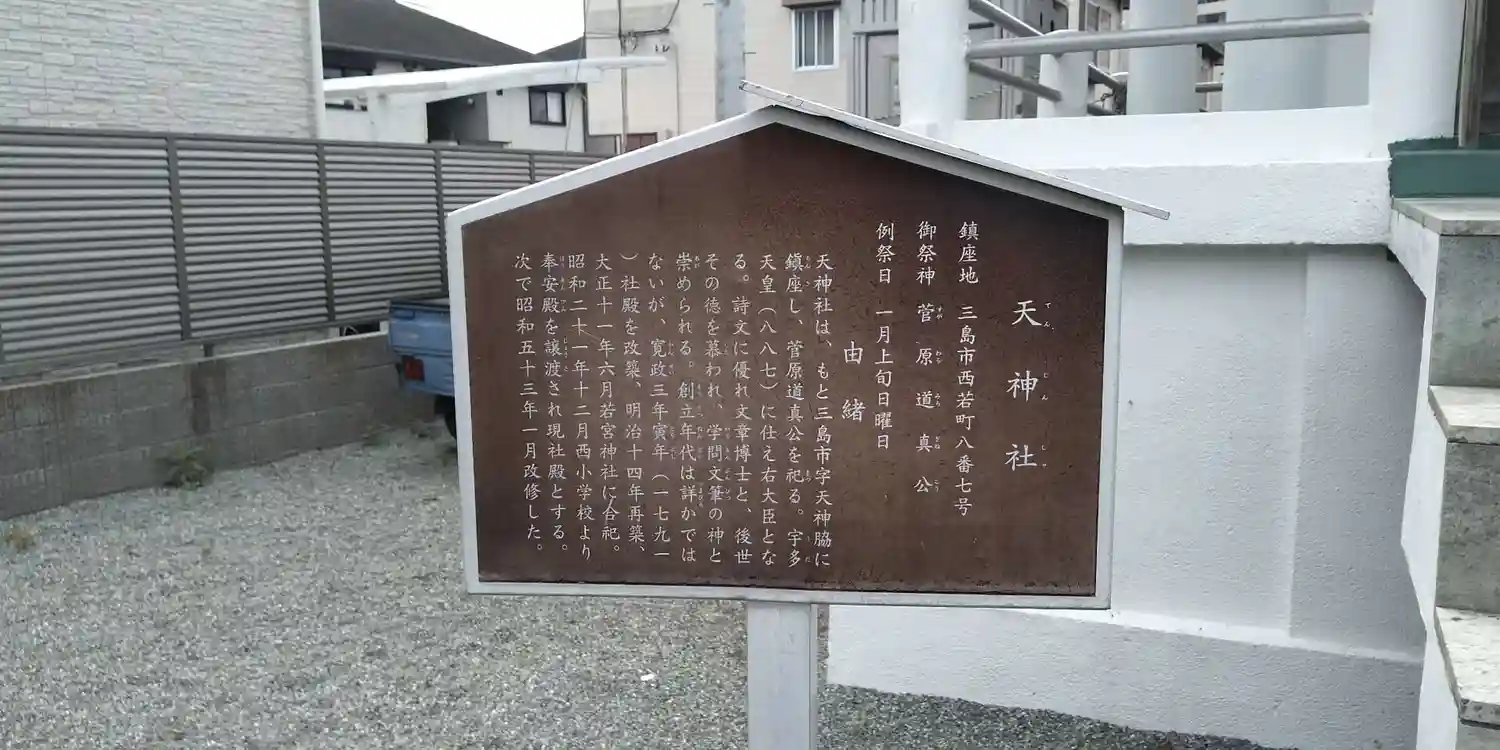 天神社
鎮座地 三島市西若町八番七号
御祭神 菅原道真公
例祭日 一月上旬日曜日
由緒
天神社は、もと三島市字天神脇に
鎮座し、菅原道真公を祀る。宇多
天皇(八八七)に仕え右大臣とな
る。詩文に優れ文章博士と、後世
その徳を慕われ、学問文筆の神と
崇められる。創立年代は詳かでは
ないが、寛政三年寅年(一七九一
)社殿を改築、明治十四年再築、
大正十一年六月若宮神社に合祀。
昭和二十一年十二月西小学校より
奉安殿を譲渡され現社殿とする。
次で昭和五十三年一月改修した。